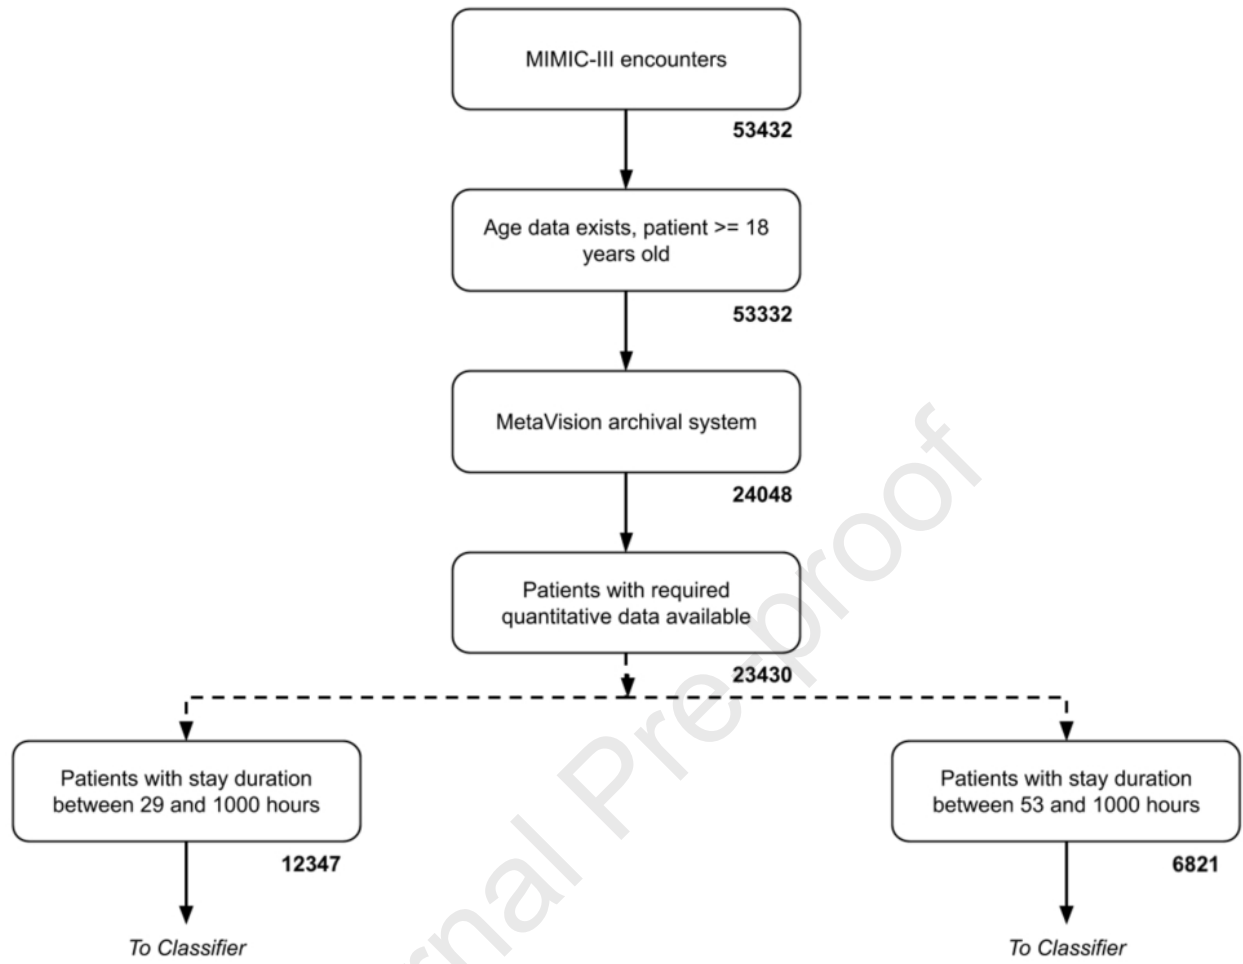 MIMIC-III encounters
53432
Age data exists, patient >= 18
years old
53332
MetaVision archival system
24048
Patients with required
quantitative data available
23430
Patients with stay duration
between 29 and 1000 hours
12347
To Classifier
Patients with stay duration
between 53 and 1000 hours
6821
To Classifier
rnal Pre-proof